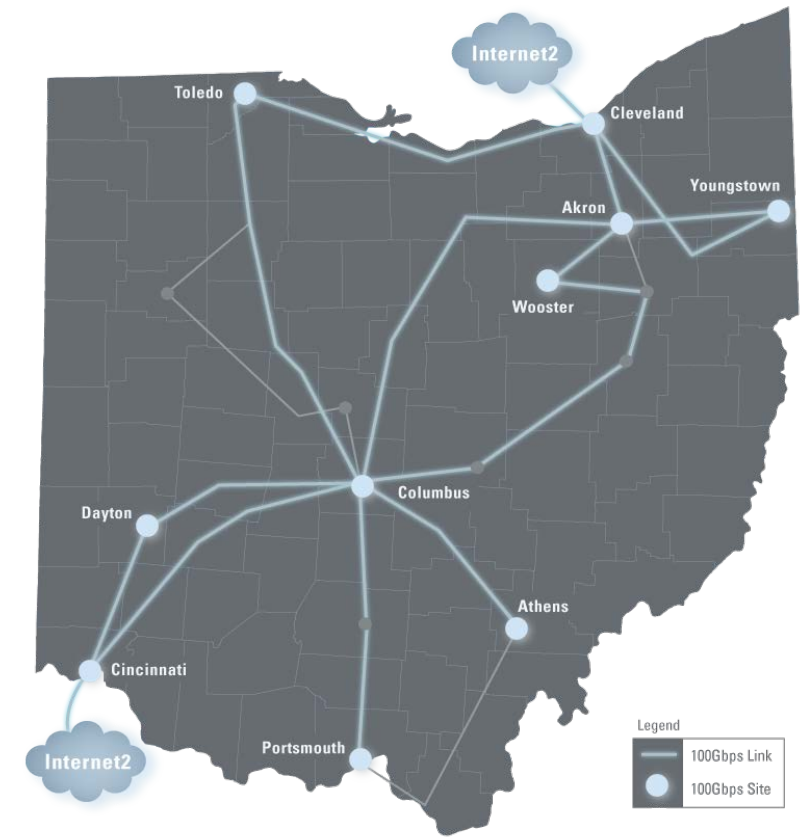 Internet2
Toledo
Cleveland
Youngstown
Akron
Wooster
Columbus
Dayton
Athens
Cincinnati
Portsmouth
Internet2
Legend
100Gbps Link
100Gbps Site